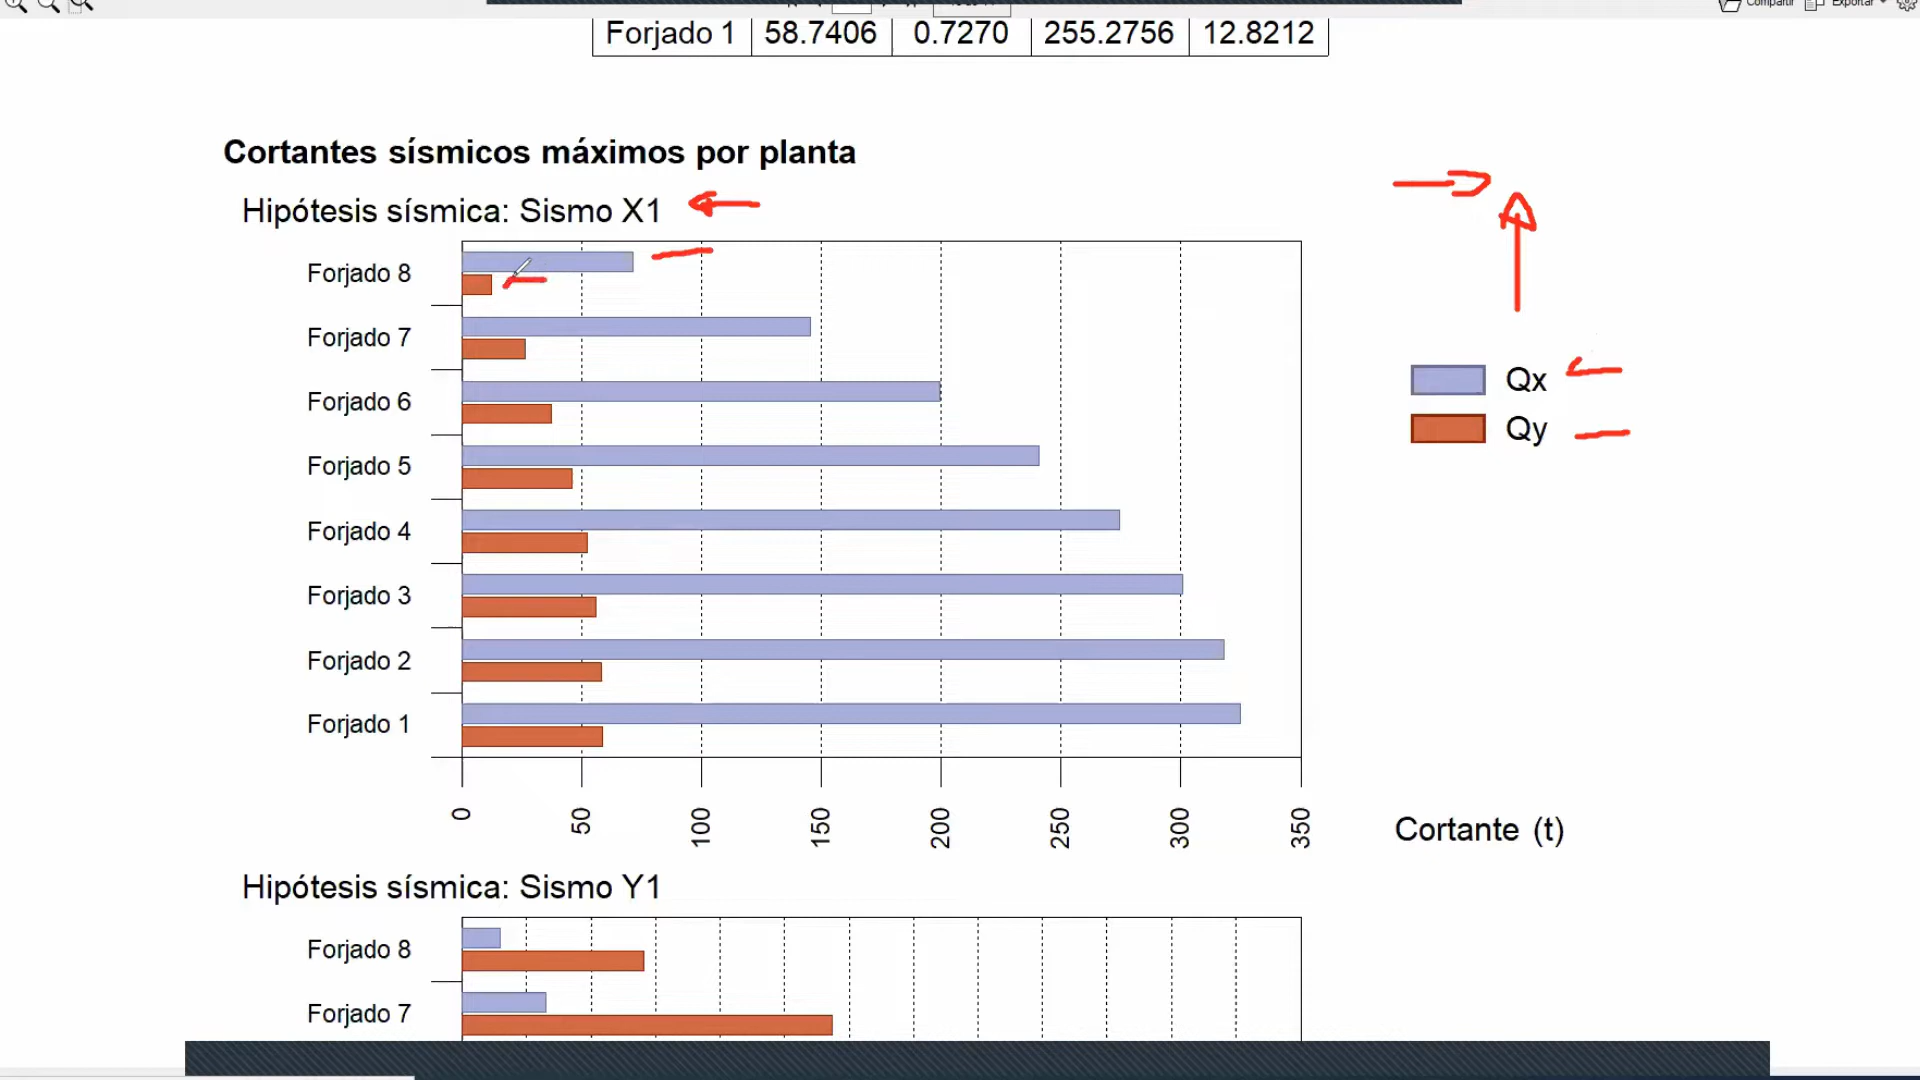 Compartir Exportar
Forjado 1 58.7406 0.7270 255.2756 12.8212
Cortantes sísmicos máximos por planta
Hipótesis sísmica: Sismo X1
Forjado 8
Forjado 7
Forjado 6
Forjado 5
Forjado 4
Forjado 3
Forjado 2
Forjado 1
0 50 100 150 200 250 300 350
Qx
Qy
Cortante (t)
Hipótesis sísmica: Sismo Y1
Forjado 8
Forjado 7